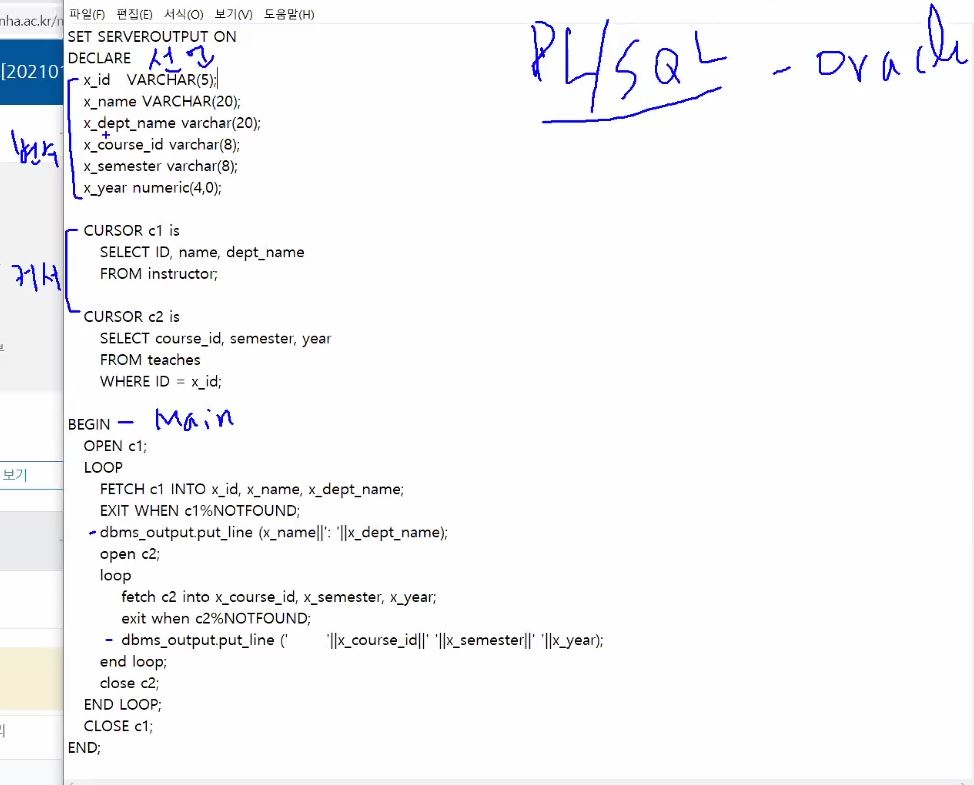 nha.ac.kr/n
[20210
보기
파일(F) 편집(E) 서식(O) 보기(V) 도움말(H)
SET SERVEROUTPUT ON
DECLARE 선언
x_id VARCHAR(5);
x_name VARCHAR(20);
x_dept_name varchar(20);
x_course_id varchar(8);
x_semester varchar(8);
x_year numeric(4,0);
변수
PL/SQL - oracle
CURSOR c1 is
SELECT ID, name, dept_name
FROM instructor;
커서
CURSOR c2 is
SELECT course_id, semester, year
FROM teaches
WHERE ID = x_id;
BEGIN - Main
OPEN c1;
LOOP
FETCH c1 INTO x_id, x_name, x_dept_name;
EXIT WHEN c1%NOTFOUND;
dbms_output.put_line (x_name||': '||x_dept_name);
open c2;
loop
fetch c2 into x_course_id, x_semester, x_year;
exit when c2%NOTFOUND;
dbms_output.put_line ('        '||x_course_id||' '||x_semester||' '||x_year);
end loop;
close c2;
END LOOP;
CLOSE c1;
END;